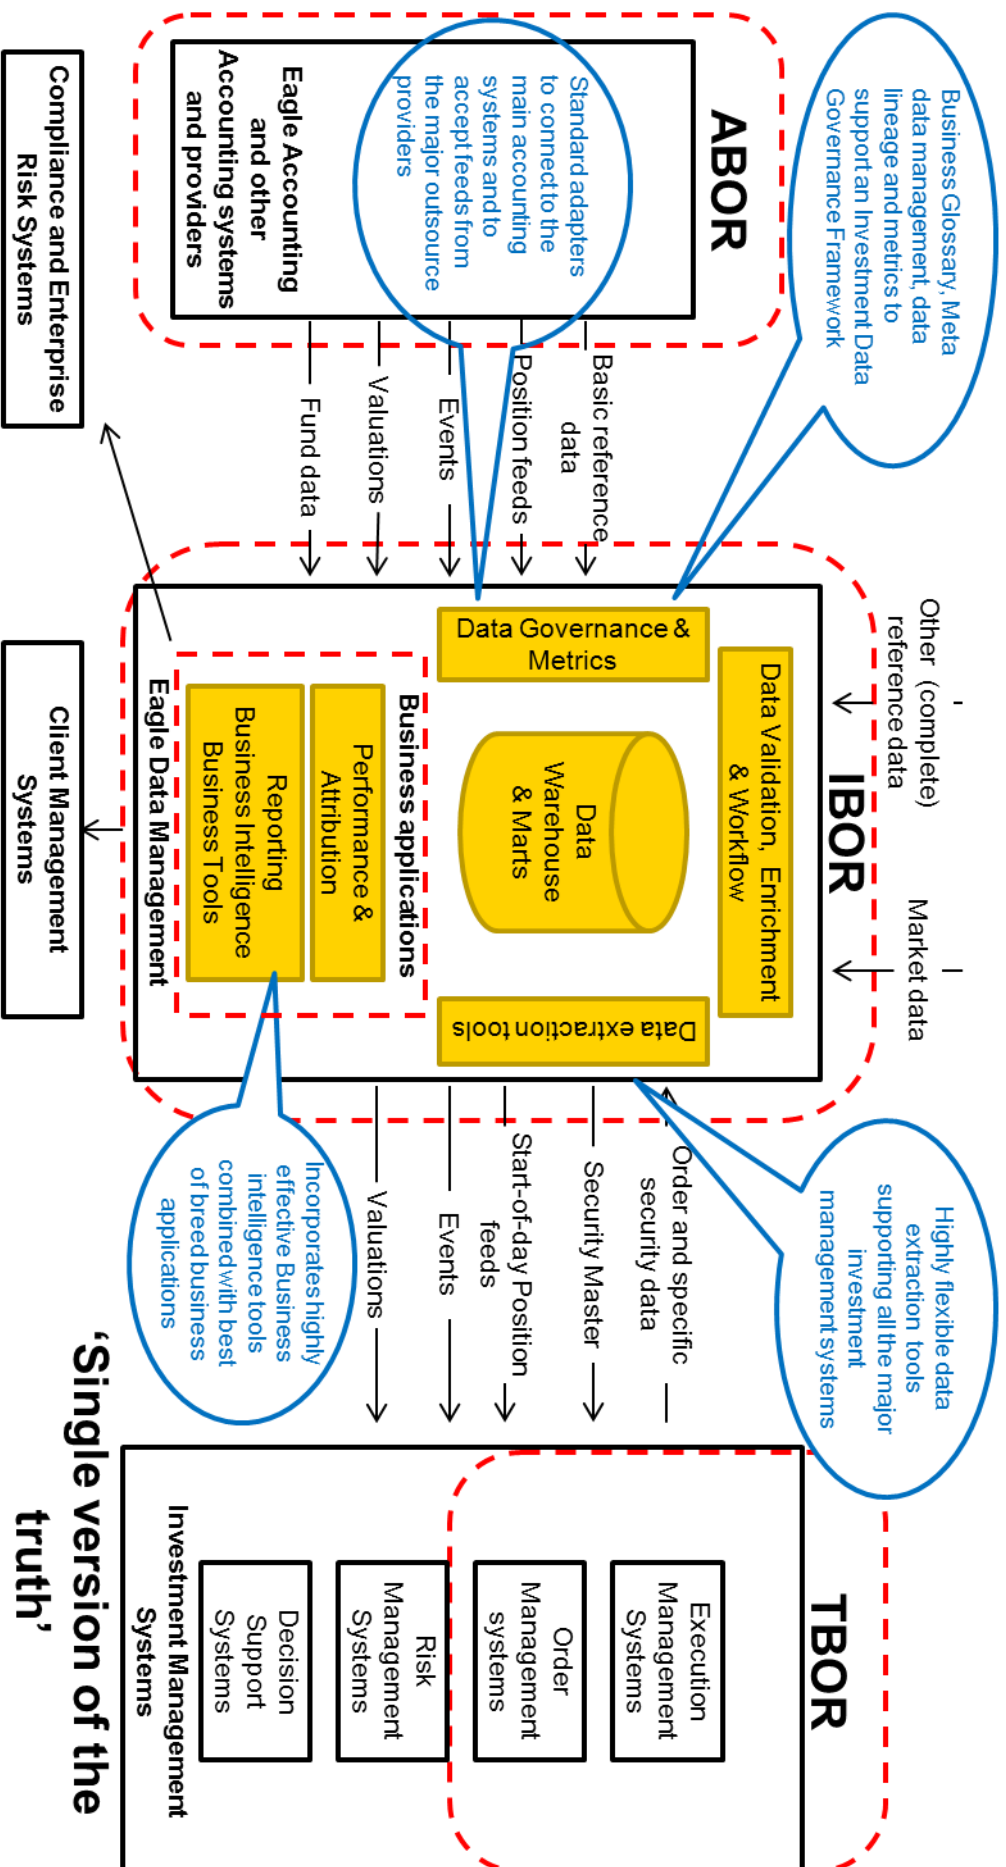 Business Glossary, Meta
data management, data
lineage and metrics to
support an Investment Data
Governance Framework
ABOR
Standard adapters
to connect to the
main accounting
systems and to
accept feeds from
the major outsource
providers
Eagle Accounting
and other
Accounting systems
and providers
Basic reference
data
Position feeds
Events
Valuations
Fund data
Other (complete)
reference data
Market data
IBOR
Data Validation, Enrichment
& Workflow
Data Governance &
Metrics
Data
Warehouse
& Marts
Data extraction tools
Business applications
Performance &
Attribution
Reporting
Business Intelligence
Business Tools
Eagle Data Management
Highly flexible data
extraction tools
supporting all the major
investment
management systems
Order and specific
security data
Security Master
Start-of-day Position
feeds
Events
Valuations
Incorporates highly
effective Business
intelligence tools
combined with best
of breed business
applications
TBOR
Execution
Management
Systems
Order
Management
systems
Risk
Management
Systems
Decision
Support
Systems
Investment Management
Systems
Compliance and Enterprise
Risk Systems
Client Management
Systems
‘Single version of the
truth’